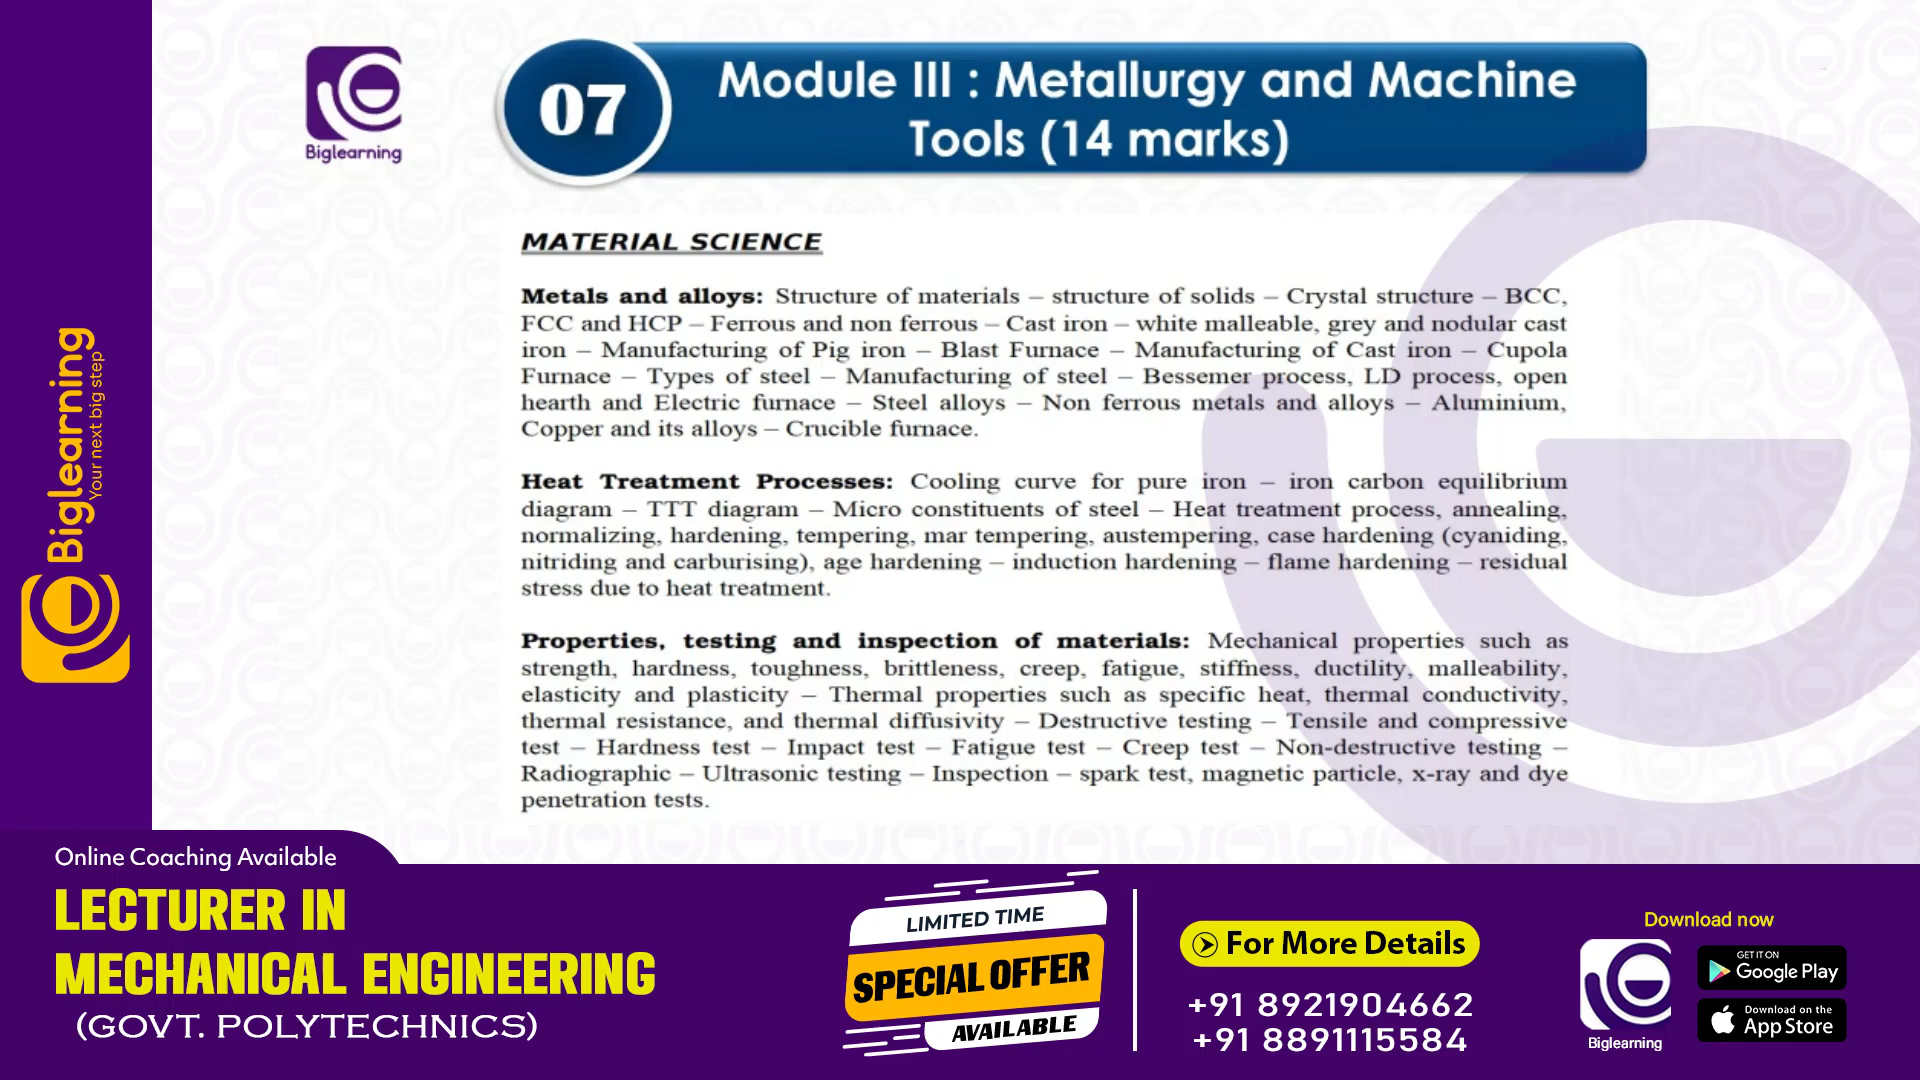 Biglearning
07
Module III : Metallurgy and Machine
Tools (14 marks)
MATERIAL SCIENCE
Metals and alloys: Structure of materials – structure of solids – Crystal structure – BCC,
FCC and HCP – Ferrous and non ferrous – Cast iron – white malleable, grey and nodular cast
iron – Manufacturing of Pig iron – Blast Furnace – Manufacturing of Cast iron – Cupola
Furnace – Types of steel – Manufacturing of steel – Bessemer process, LD process, open
hearth and Electric furnace – Steel alloys – Non ferrous metals and alloys – Aluminium,
Copper and its alloys – Crucible furnace.
Heat Treatment Processes: Cooling curve for pure iron – iron carbon equilibrium
diagram – TTT diagram – Micro constituents of steel – Heat treatment process, annealing,
normalizing, hardening, tempering, mar tempering, austempering, case hardening (cyaniding,
nitriding and carburising), age hardening – induction hardening – flame hardening – residual
stress due to heat treatment.
Properties, testing and inspection of materials: Mechanical properties such as
strength, hardness, toughness, brittleness, creep, fatigue, stiffness, ductility, malleability,
elasticity and plasticity – Thermal properties such as specific heat, thermal conductivity,
thermal resistance, and thermal diffusivity – Destructive testing – Tensile and compressive
test – Hardness test – Impact test – Fatigue test – Creep test – Non-destructive testing –
Radiographic – Ultrasonic testing – Inspection – spark test, magnetic particle, x-ray and dye
penetration tests.
Biglearning
Your next big step
Online Coaching Available
LECTURER IN
MECHANICAL ENGINEERING
(GOVT. POLYTECHNICS)
LIMITED TIME
SPECIAL OFFER
AVAILABLE
For More Details
+91 8921904662
+91 8891115584
Download now
Biglearning
GET IT ON
Google Play
Download on the
App Store